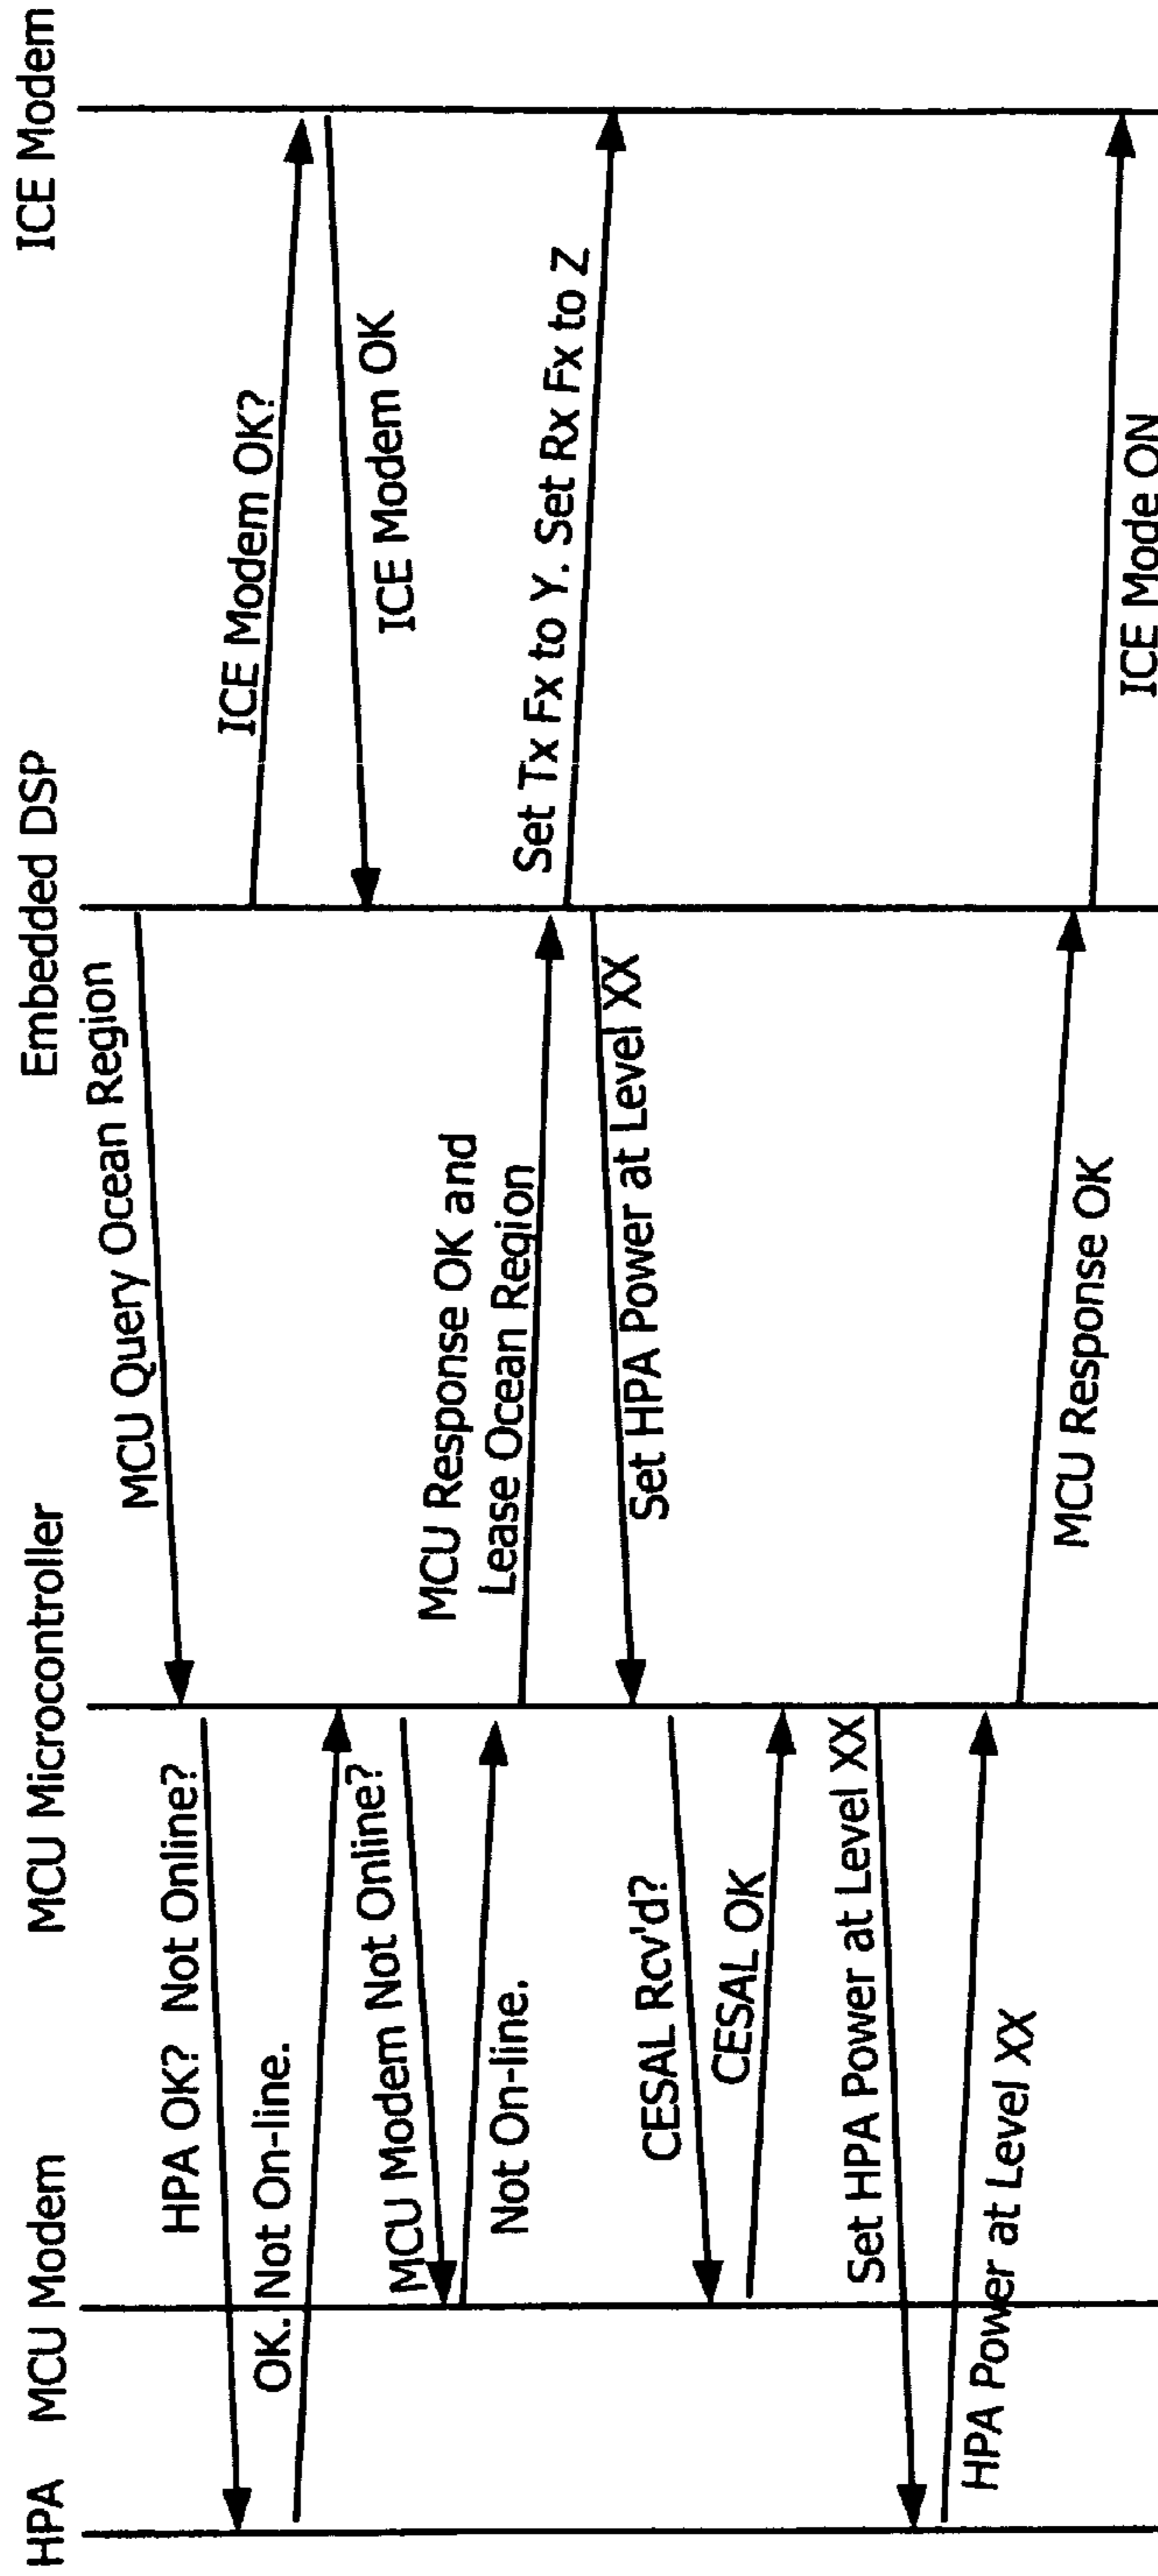 HPA
MCU Modem
MCU Microcontroller
Embedded DSP
ICE Modem
MCU Query Ocean Region
HPA OK? Not Online?
ICE Modem OK?
OK. Not On-line.
ICE Modem OK
MCU Modem Not Online?
Not On-line.
MCU Response OK and
Lease Ocean Region
Set Tx Fx to Y. Set Rx Fx to Z
Set HPA Power at Level XX
CESAL Rcv'd?
CESAL OK
Set HPA Power at Level XX
HPA Power at Level XX
MCU Response OK
ICE Mode ON